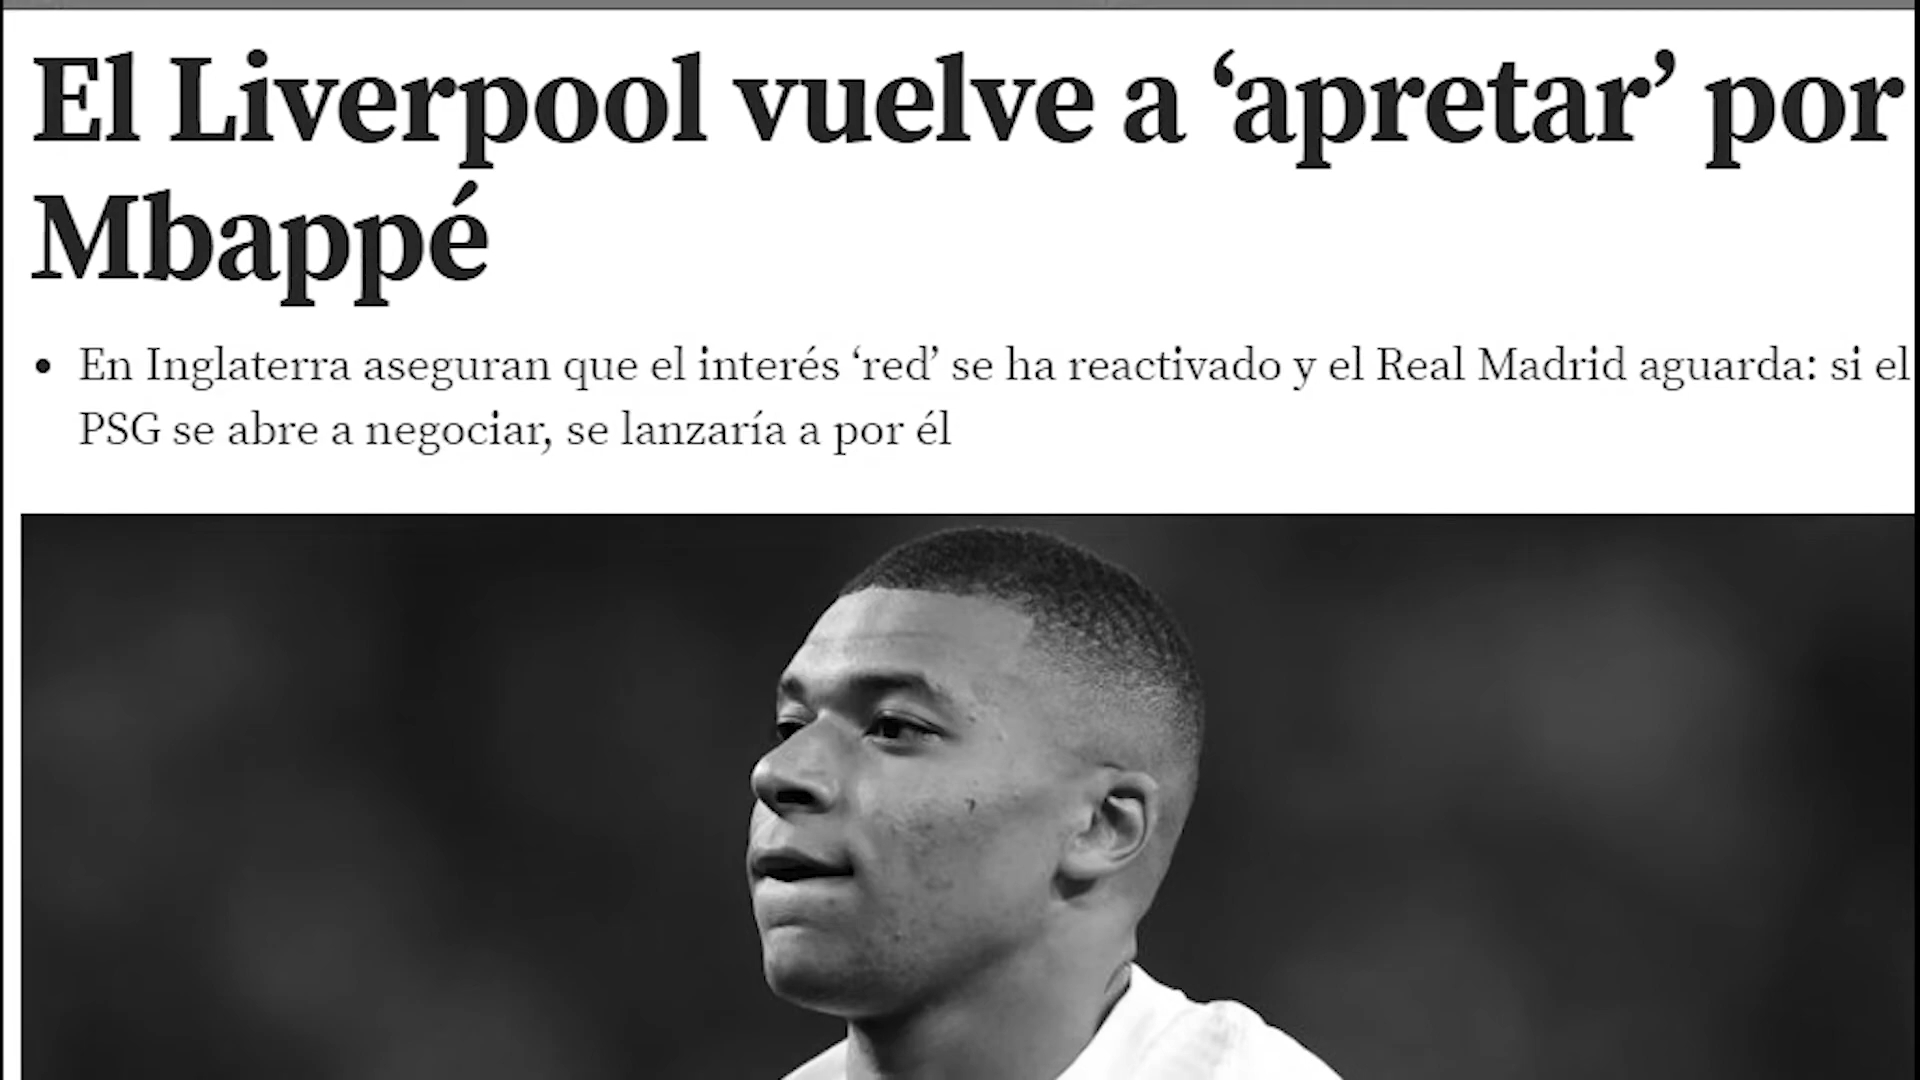 El Liverpool vuelve a ‘apretar’ por
Mbappé
• En Inglaterra aseguran que el interés ‘red’ se ha reactivado y el Real Madrid aguarda: si el
PSG se abre a negociar, se lanzaría a por él